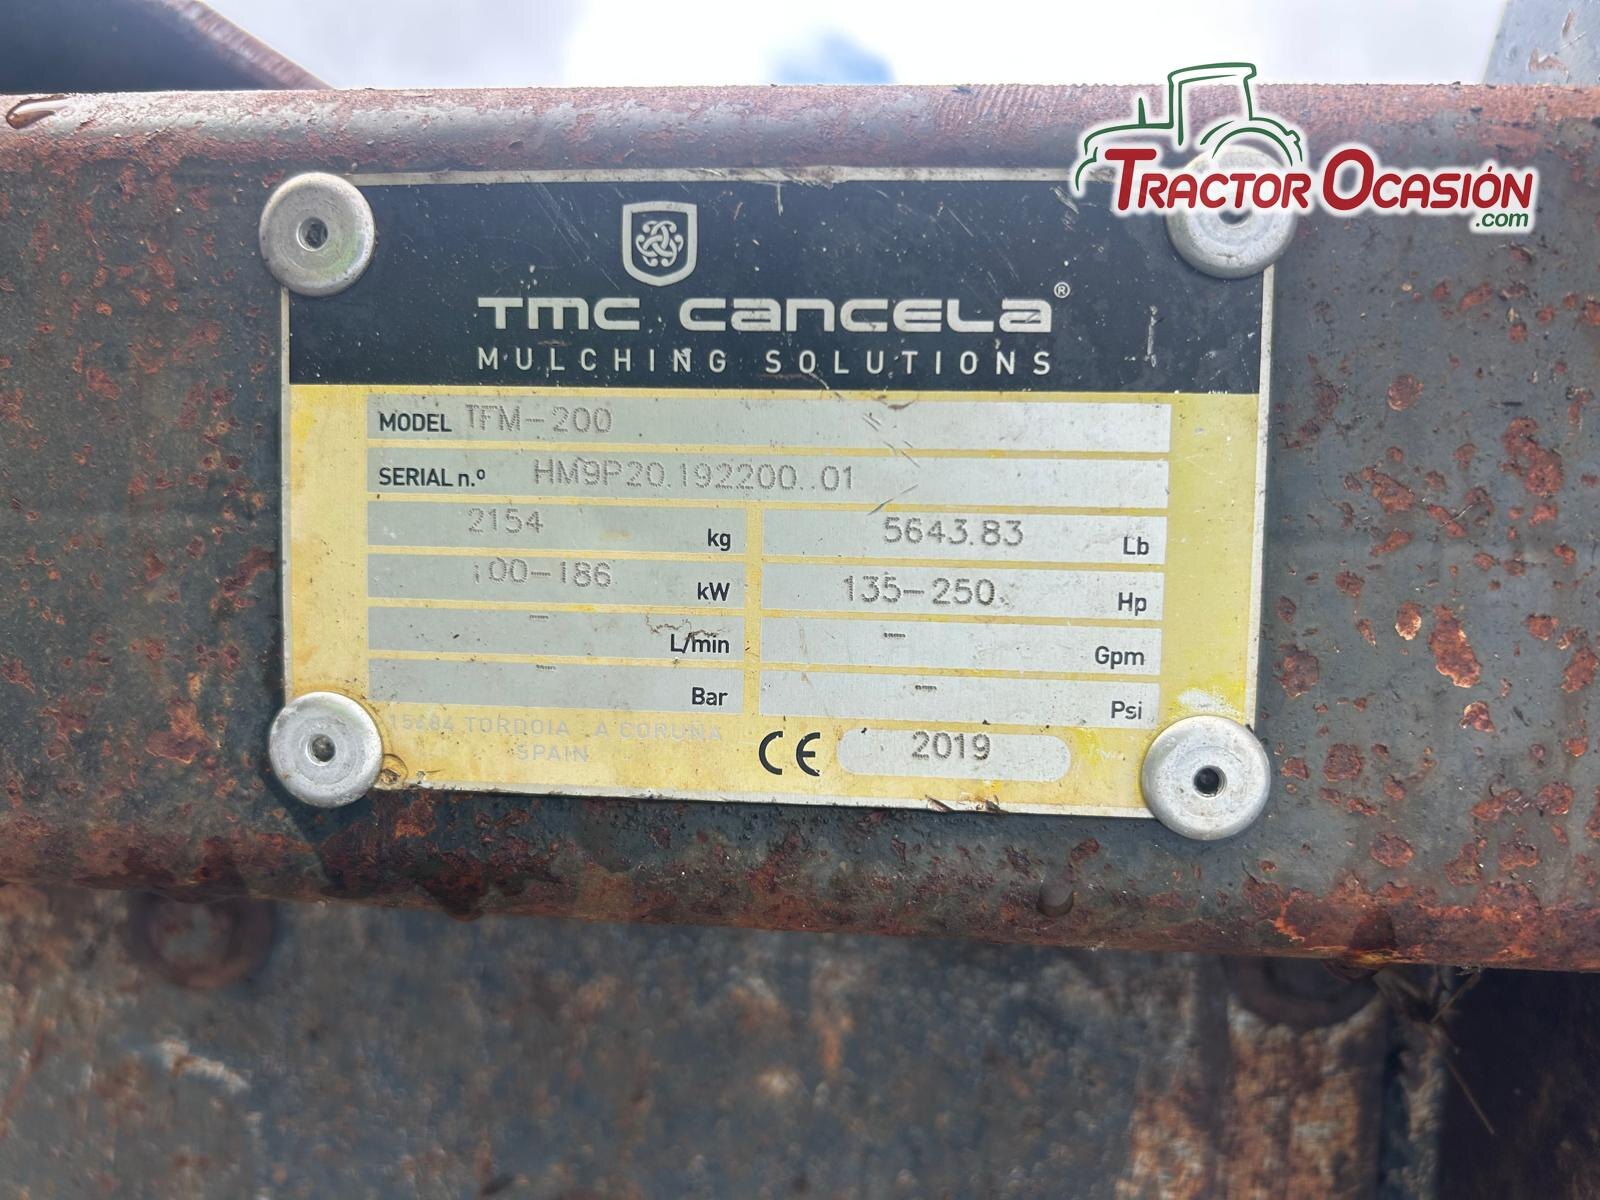 TRACTOR OCASIÓN
.com
TMC CANCELA®
MULCHING SOLUTIONS
MODEL TFM-200
SERIAL n.º HM9P20.192200..01
2154 kg 5643.83 Lb
100-186 kW 135-250 Hp
--- L/min --- Gpm
--- Bar --- Psi
15684 TORDOIA A CORUÑA
SPAIN
CE 2019